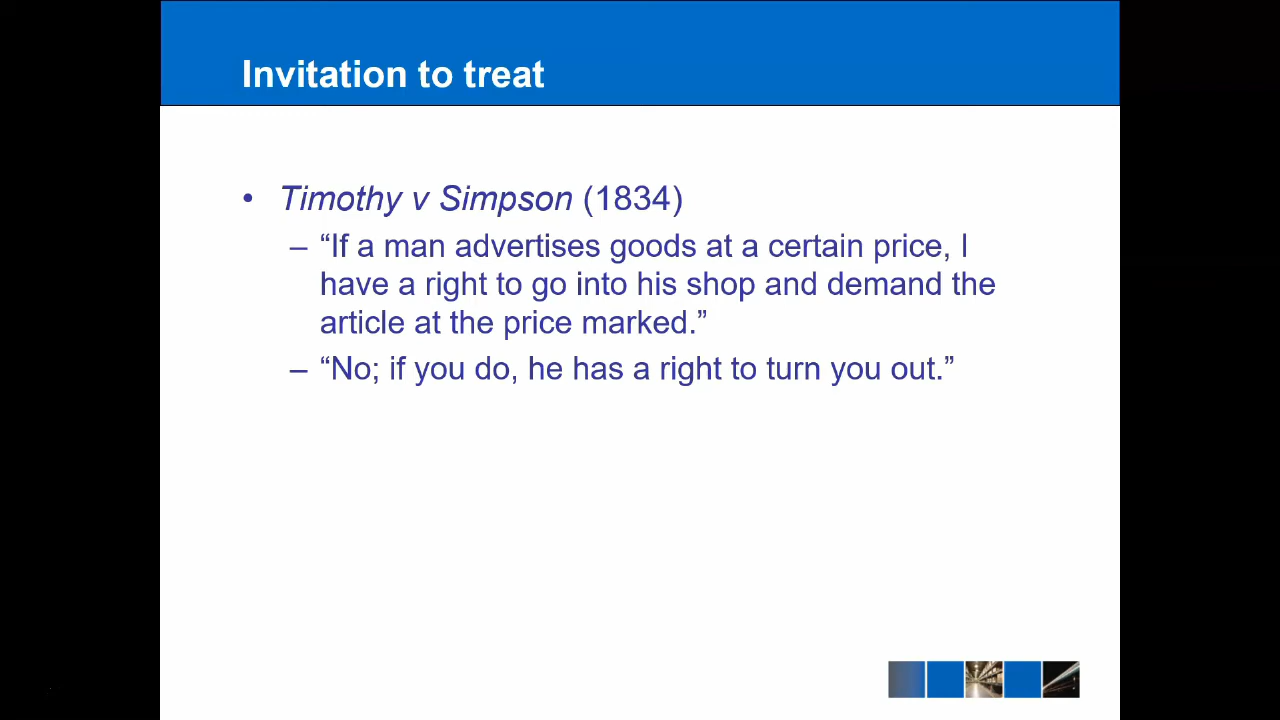 Invitation to treat
• Timothy v Simpson (1834)
– “If a man advertises goods at a certain price, I
have a right to go into his shop and demand the
article at the price marked.”
– “No; if you do, he has a right to turn you out.”